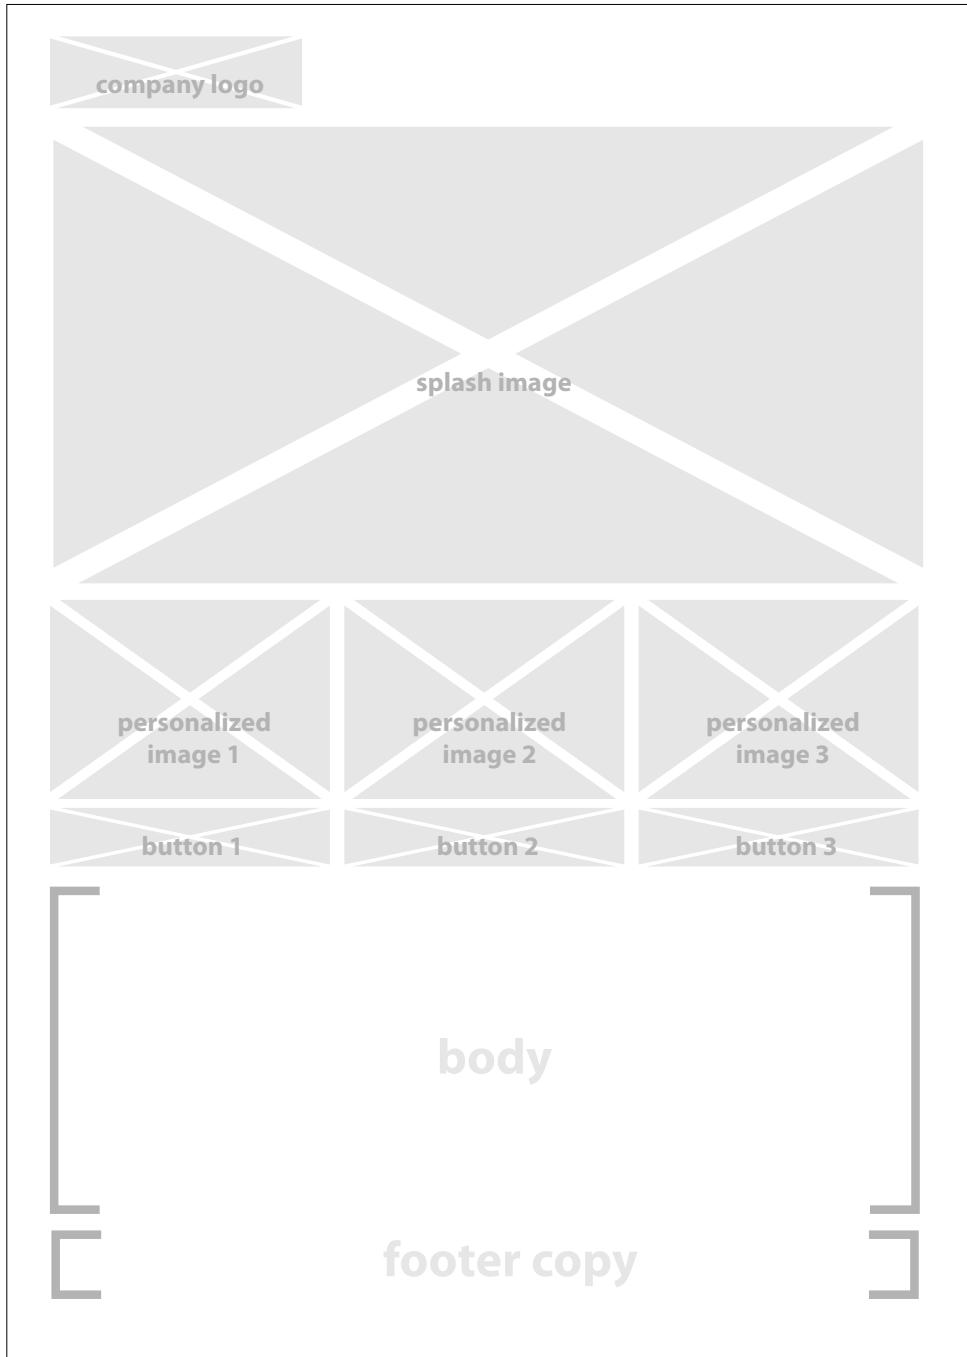 company logo
splash image
personalized
image 1
personalized
image 2
personalized
image 3
button 1
button 2
button 3
body
footer copy